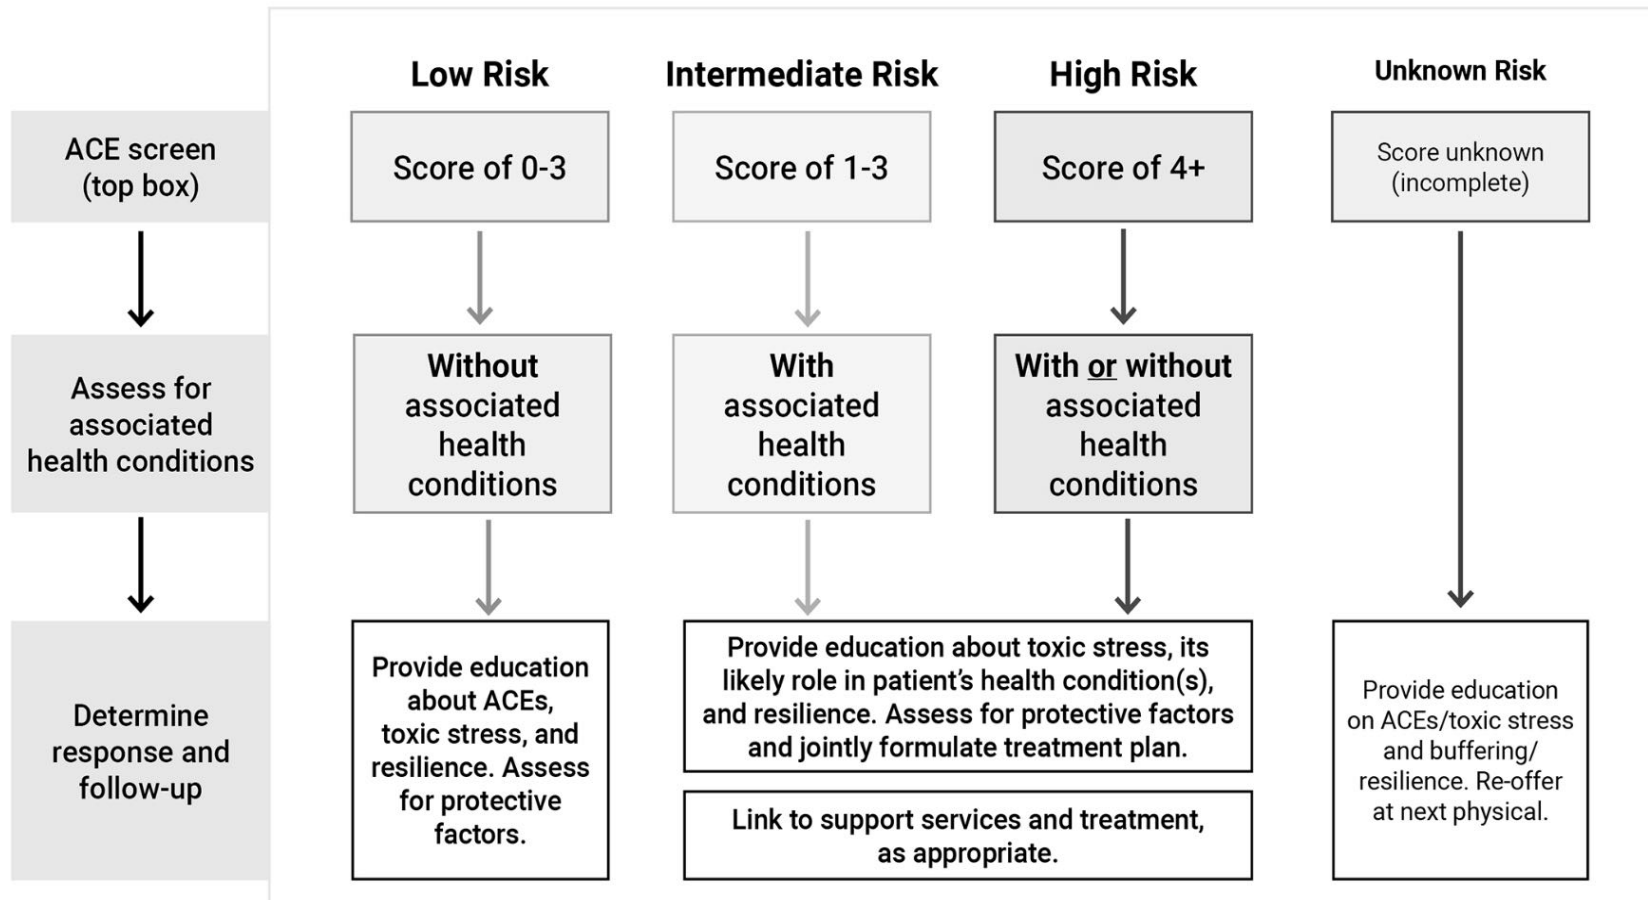 Low Risk
Intermediate Risk
High Risk
Unknown Risk
ACE screen
(top box)
Score of 0-3
Score of 1-3
Score of 4+
Score unknown
(incomplete)
Assess for
associated
health conditions
Without
associated
health
conditions
With
associated
health
conditions
With or without
associated
health
conditions
Determine
response and
follow-up
Provide education
about ACEs,
toxic stress, and
resilience. Assess
for protective
factors.
Provide education about toxic stress, its
likely role in patient’s health condition(s),
and resilience. Assess for protective factors
and jointly formulate treatment plan.
Link to support services and treatment,
as appropriate.
Provide education
on ACEs/toxic stress
and buffering/
resilience. Re-offer
at next physical.